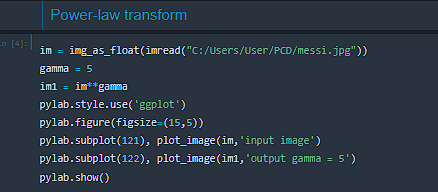 Power-law transform
In [4]:
im = img_as_float(imread("C:/Users/User/PCD/messi.jpg"))
gamma = 5
im1 = im**gamma
pylab.style.use('ggplot')
pylab.figure(figsize=(15,5))
pylab.subplot(121), plot_image(im,'input image')
pylab.subplot(122), plot_image(im1,'output gamma = 5')
pylab.show()